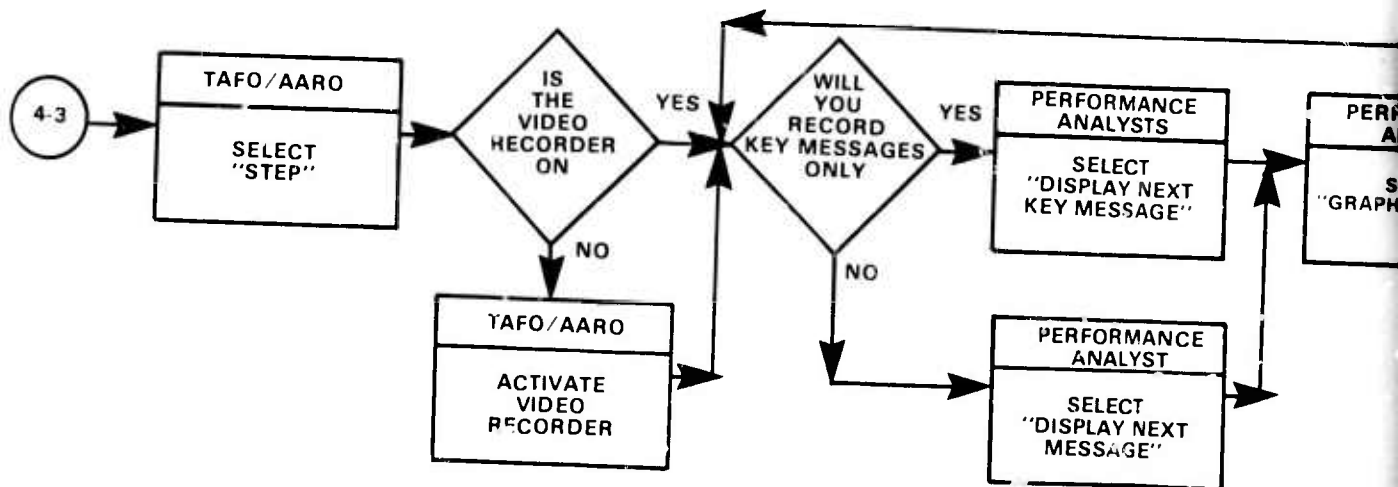 4-3
TAFO/AARO
SELECT
"STEP"
IS
THE
VIDEO
RECORDER
ON
YES
NO
TAFO/AARO
ACTIVATE
VIDEO
RECORDER
WILL
YOU
RECORD
KEY MESSAGES
ONLY
YES
NO
PERFORMANCE
ANALYSTS
SELECT
"DISPLAY NEXT
KEY MESSAGE"
PERFORMANCE
ANALYST
SELECT
"DISPLAY NEXT
MESSAGE"
"GRAPH